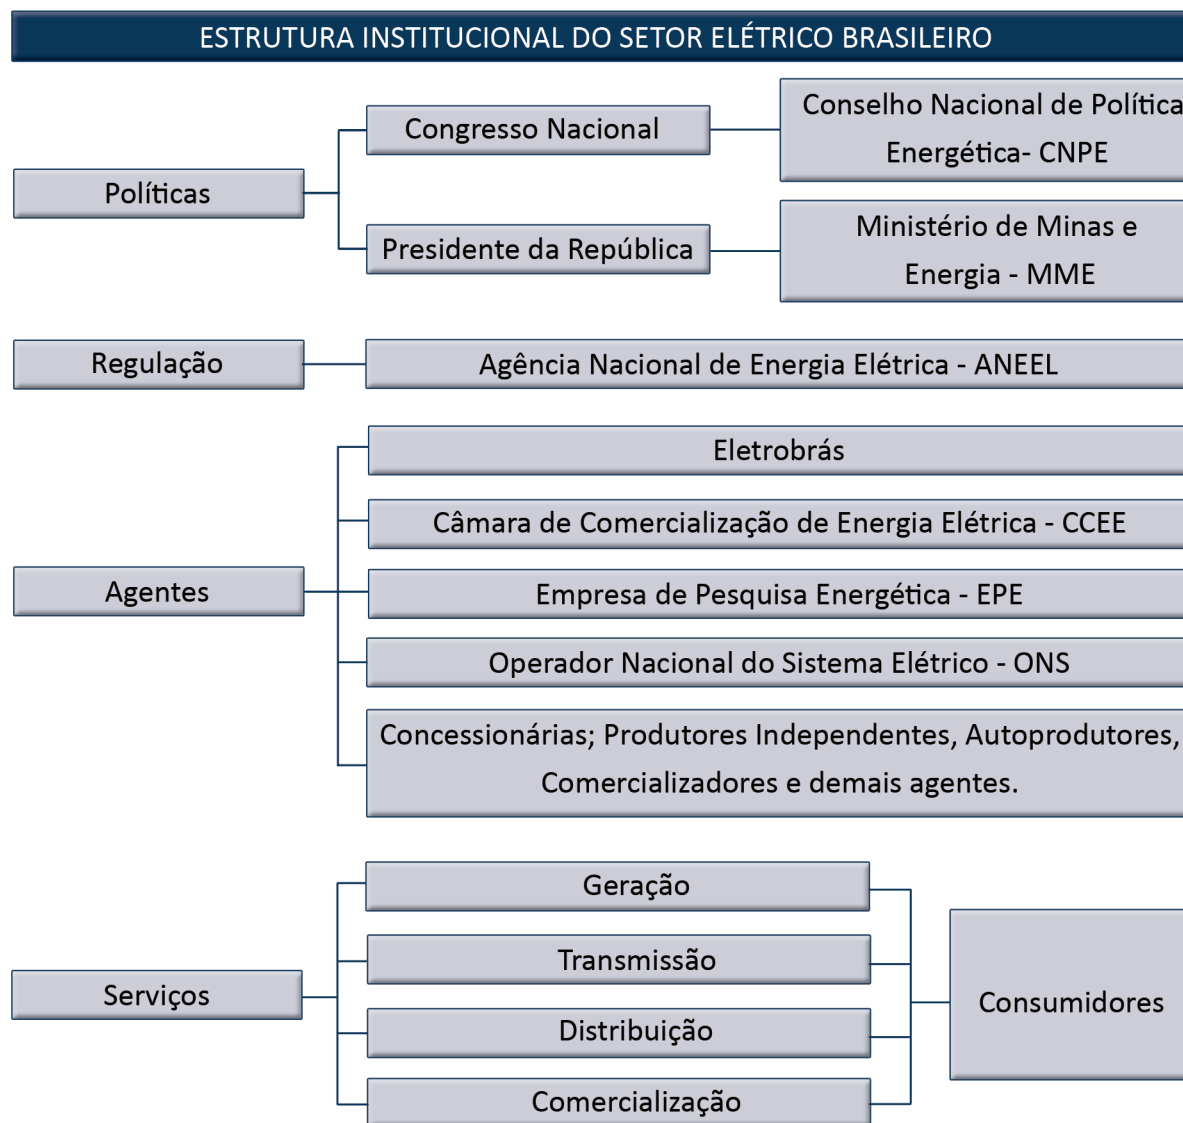 ESTRUTURA INSTITUCIONAL DO SETOR ELÉTRICO BRASILEIRO
Políticas
Congresso Nacional
Conselho Nacional de Política
Energética- CNPE
Presidente da República
Ministério de Minas e
Energia - MME
Regulação
Agência Nacional de Energia Elétrica - ANEEL
Agentes
Eletrobrás
Câmara de Comercialização de Energia Elétrica - CCEE
Empresa de Pesquisa Energética - EPE
Operador Nacional do Sistema Elétrico - ONS
Concessionárias; Produtores Independentes, Autoprodutores,
Comercializadores e demais agentes.
Serviços
Geração
Transmissão
Distribuição
Comercialização
Consumidores